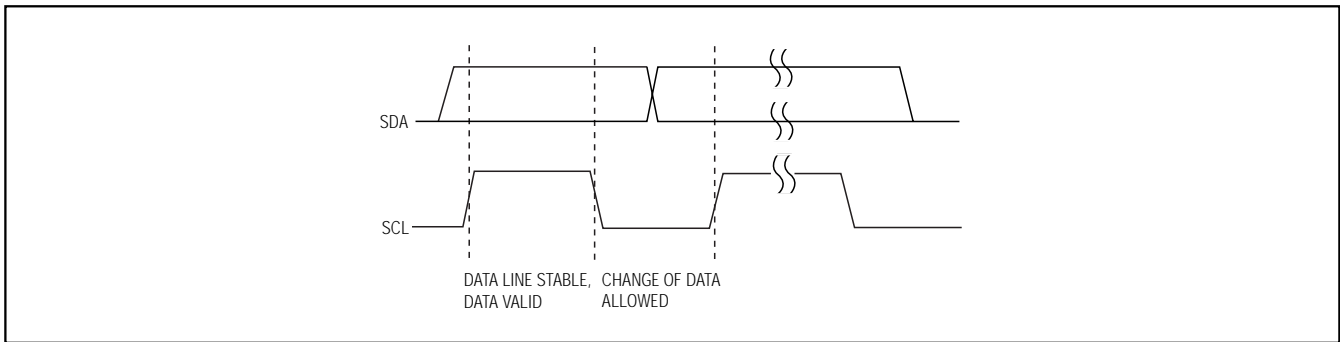 SDA
SCL
DATA LINE STABLE,
DATA VALID
CHANGE OF DATA
ALLOWED